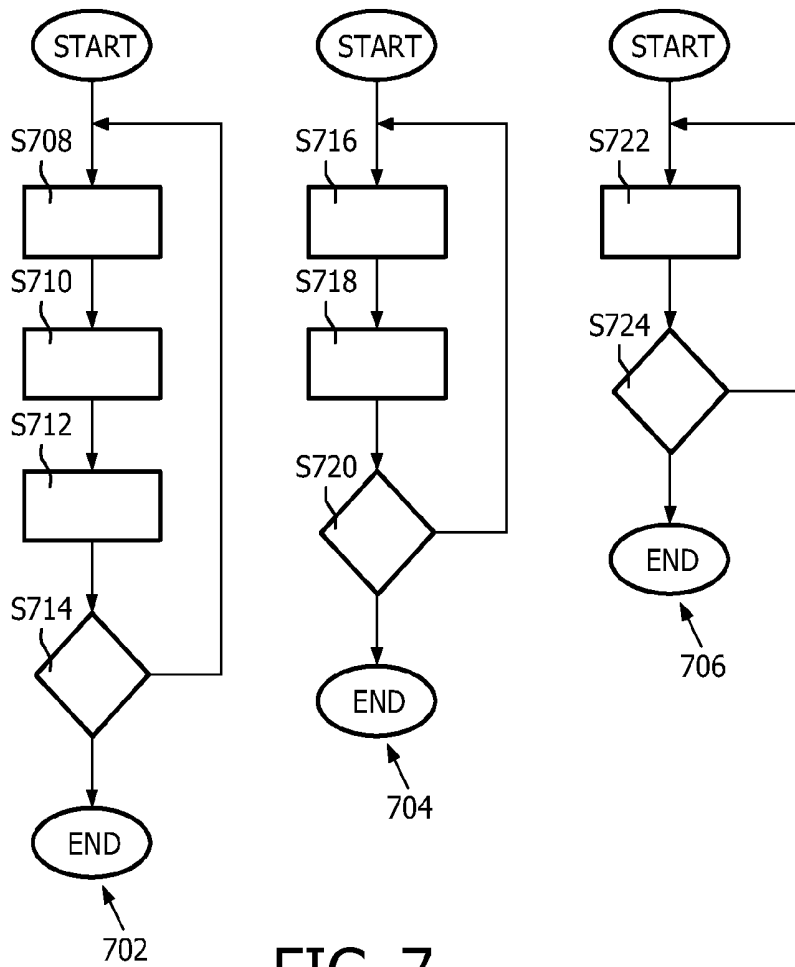 START
START
START
S708
S716
S722
S710
S718
S724
S712
S720
S714
END
706
END
704
END
702
FIG. 7